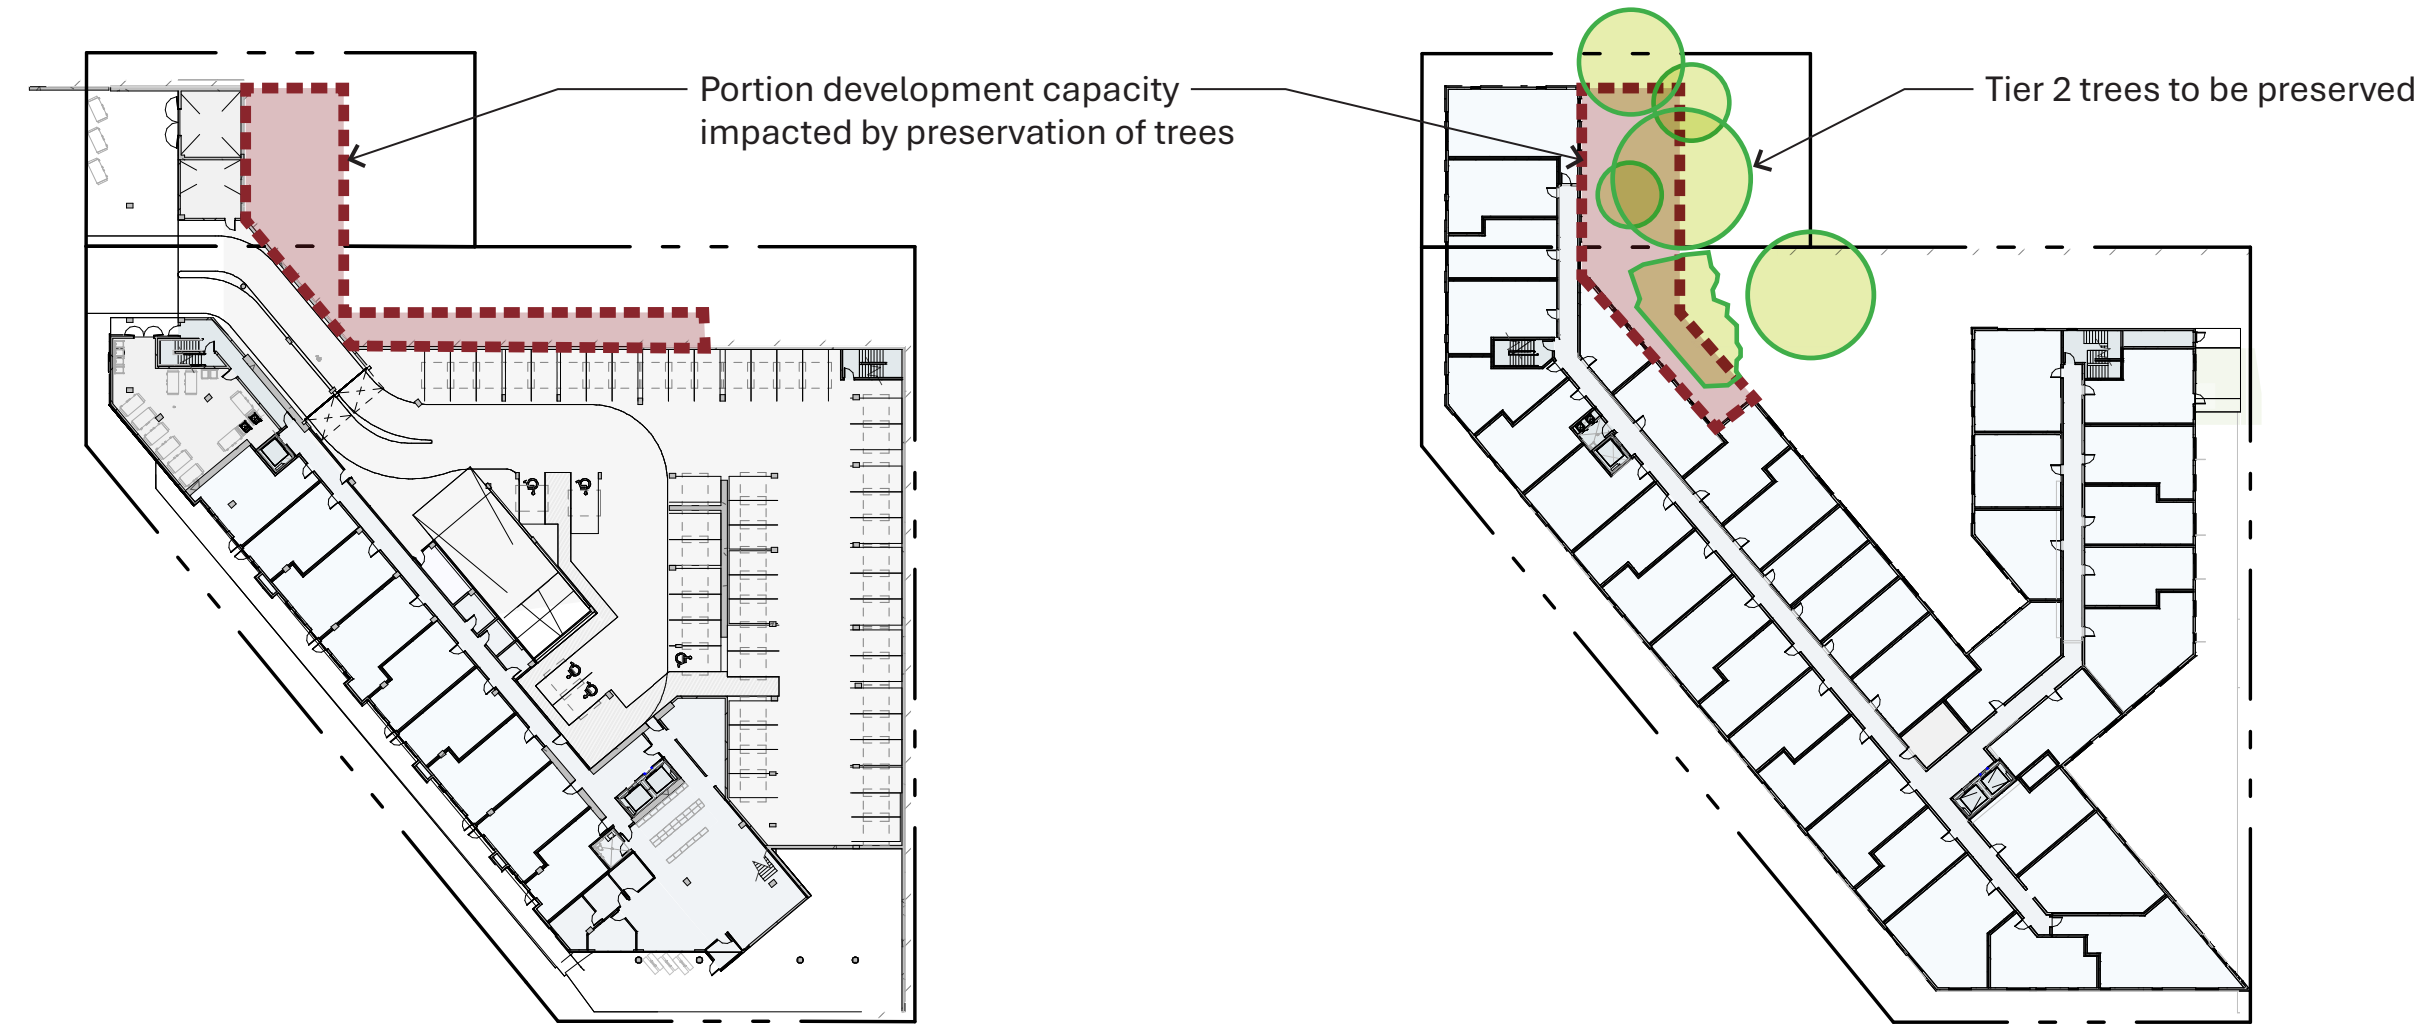 Portion development capacity
impacted by preservation of trees
Tier 2 trees to be preserved